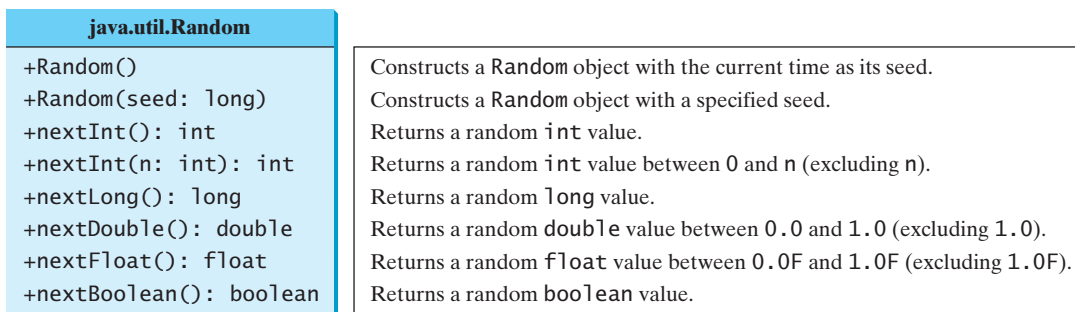 java.util.Random
+Random() Constructs a Random object with the current time as its seed.
+Random(seed: long) Constructs a Random object with a specified seed.
+nextInt(): int Returns a random int value.
+nextInt(n: int): int Returns a random int value between 0 and n (excluding n).
+nextLong(): long Returns a random long value.
+nextDouble(): double Returns a random double value between 0.0 and 1.0 (excluding 1.0).
+nextFloat(): float Returns a random float value between 0.0F and 1.0F (excluding 1.0F).
+nextBoolean(): boolean Returns a random boolean value.